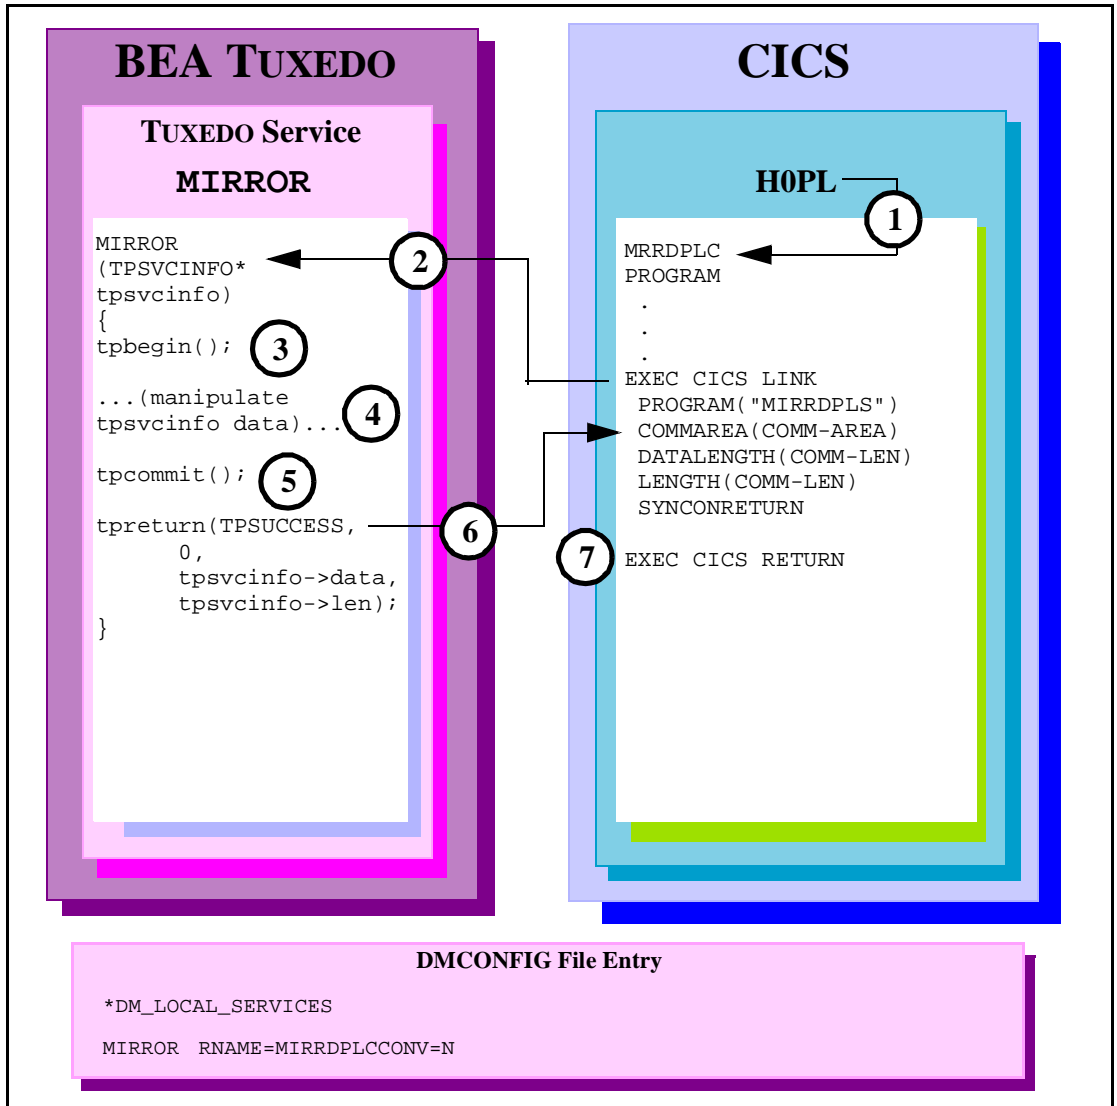 BEA TUXEDO
TUXEDO Service
MIRROR
MIRROR
(TPSVCINFO*
tpsvcinfo)
{
tpbegin();
3
...(manipulate
tpsvcinfo data)...
4
tpcommit();
5
tpreturn(TPSUCCESS,
0,
tpsvcinfo->data,
tpsvcinfo->len);
}
2
6
CICS
H0PL
1
MRRDPLC
PROGRAM
.
.
.
EXEC CICS LINK
PROGRAM("MIRRDPLS")
COMMAREA(COMM-AREA)
DATALENGTH(COMM-LEN)
LENGTH(COMM-LEN)
SYNCONRETURN
7
EXEC CICS RETURN
DMCONFIG File Entry
*DM_LOCAL_SERVICES
MIRROR RNAME=MIRRDPLCCONV=N